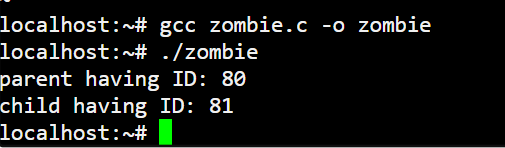 localhost:~# gcc zombie.c -o zombie
localhost:~# ./zombie
parent having ID: 80
child having ID: 81
localhost:~#